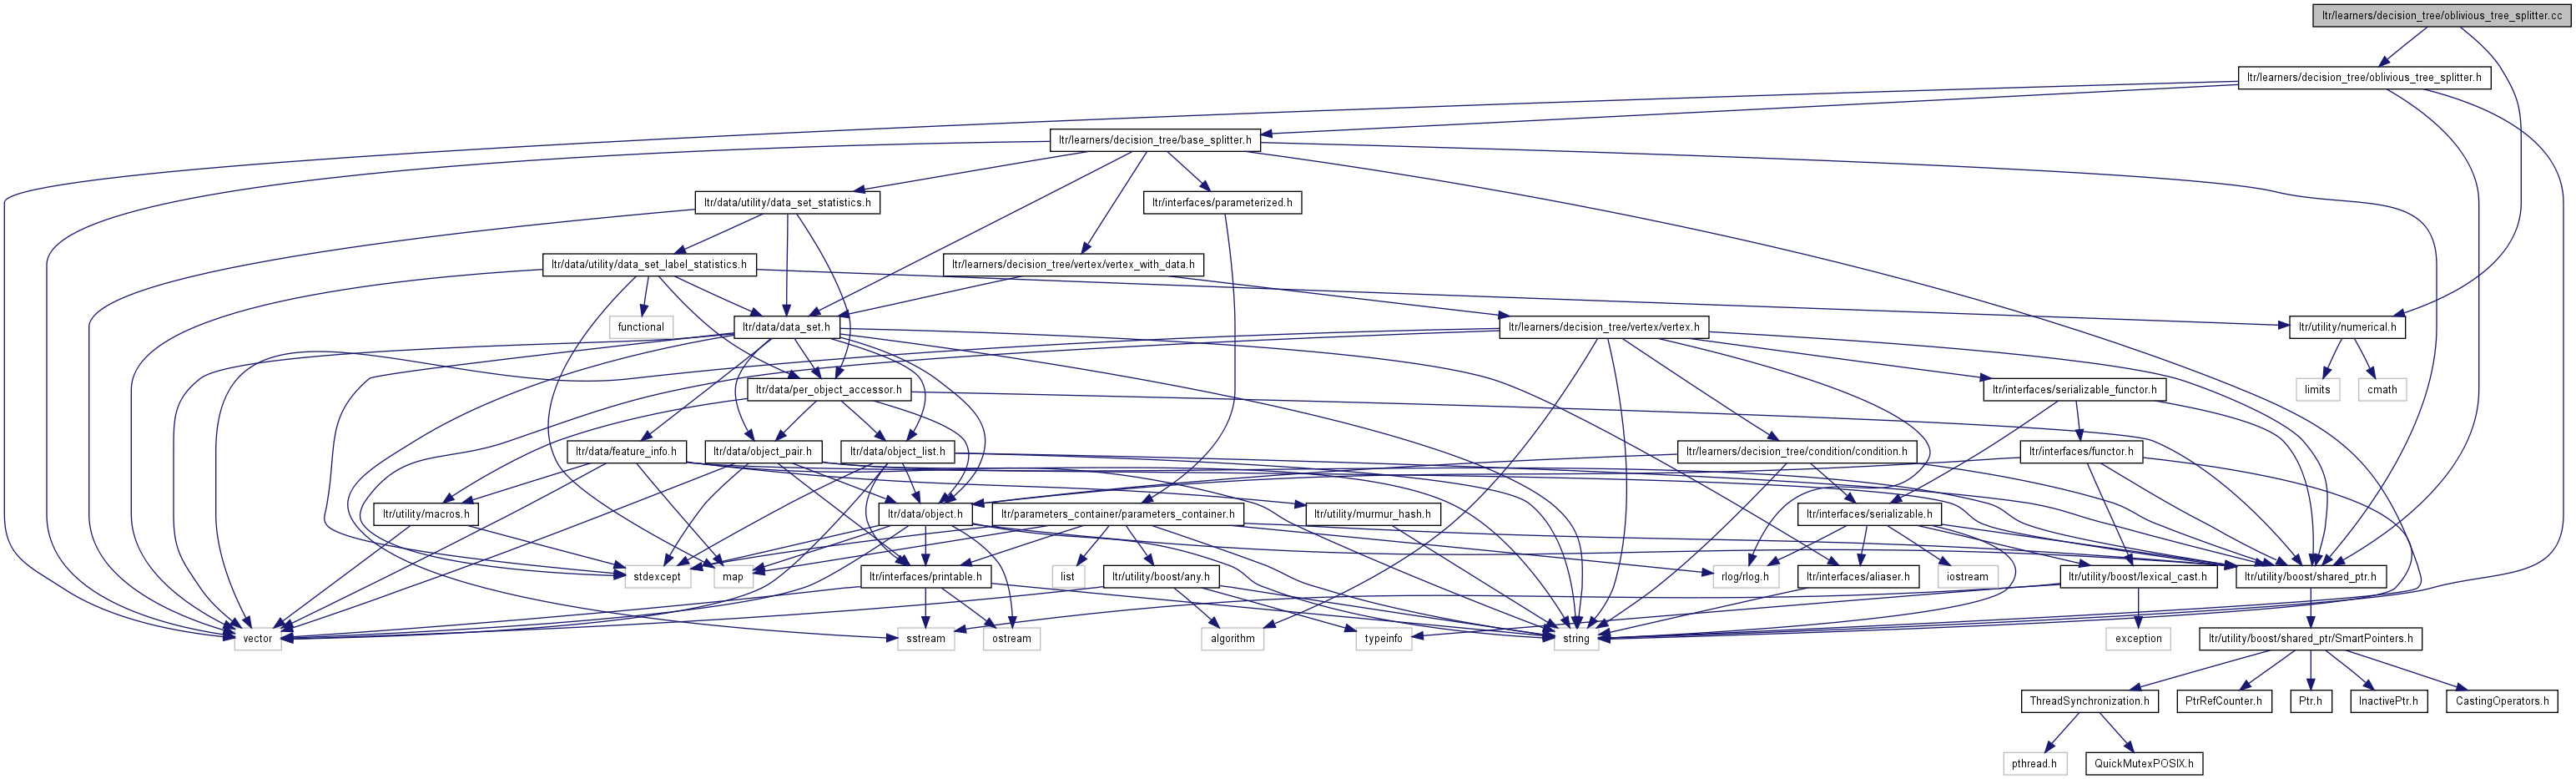 ltr/learners/decision_tree/oblivious_tree_splitter.cc
ltr/learners/decision_tree/oblivious_tree_splitter.h
ltr/learners/decision_tree/base_splitter.h
ltr/data/utility/data_set_statistics.h
ltr/interfaces/parameterized.h
ltr/data/utility/data_set_label_statistics.h
ltr/learners/decision_tree/vertex/vertex_with_data.h
functional
ltr/data/data_set.h
ltr/learners/decision_tree/vertex/vertex.h
ltr/utility/numerical.h
ltr/data/per_object_accessor.h
ltr/interfaces/serializable_functor.h
limits
cmath
ltr/data/feature_info.h
ltr/data/object_pair.h
ltr/data/object_list.h
ltr/learners/decision_tree/condition/condition.h
ltr/interfaces/functor.h
ltr/utility/macros.h
ltr/data/object.h
ltr/parameters_container/parameters_container.h
ltr/utility/murmur_hash.h
ltr/interfaces/serializable.h
stdexcept
map
ltr/interfaces/printable.h
list
ltr/utility/boost/any.h
rlog/rlog.h
ltr/interfaces/aliaser.h
iostream
ltr/utility/boost/lexical_cast.h
ltr/utility/boost/shared_ptr.h
vector
sstream
ostream
algorithm
typeinfo
string
exception
ltr/utility/boost/shared_ptr/SmartPointers.h
ThreadSynchronization.h
PtrRefCounter.h
Ptr.h
InactivePtr.h
CastingOperators.h
pthread.h
QuickMutexPOSIX.h